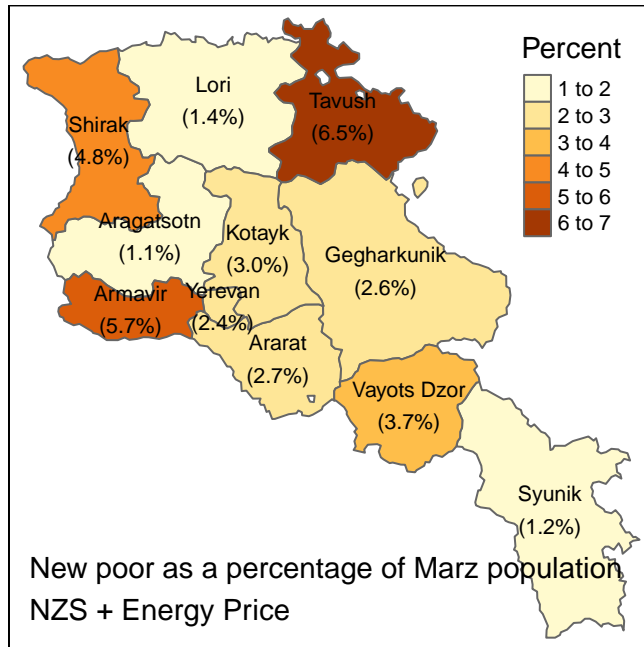 Percent
1 to 2
2 to 3
3 to 4
4 to 5
5 to 6
6 to 7
Lori
(1.4%)
Tavush
(6.5%)
Shirak
(4.8%)
Aragatsotn
(1.1%)
Kotayk
(3.0%)
Gegharkunik
(2.6%)
Armavir
(5.7%)
Yerevan
(2.4%)
Ararat
(2.7%)
Vayots Dzor
(3.7%)
Syunik
(1.2%)
New poor as a percentage of Marz population
NZS + Energy Price